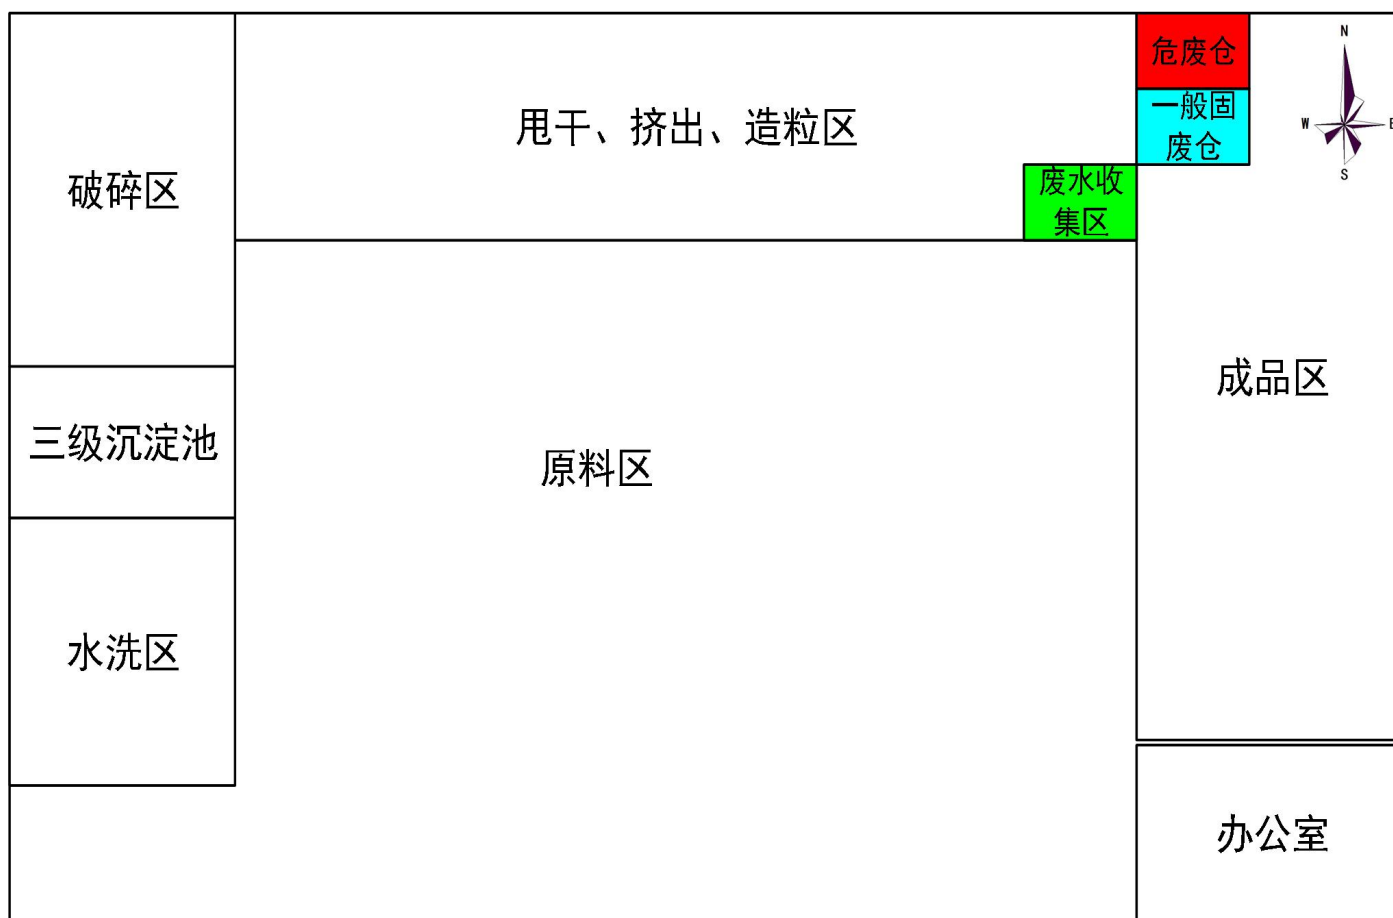 危废仓
N
甩干、挤出、造粒区
一般固
废仓
W
E
破碎区
废水收
集区
S
成品区
三级沉淀池
原料区
水洗区
办公室